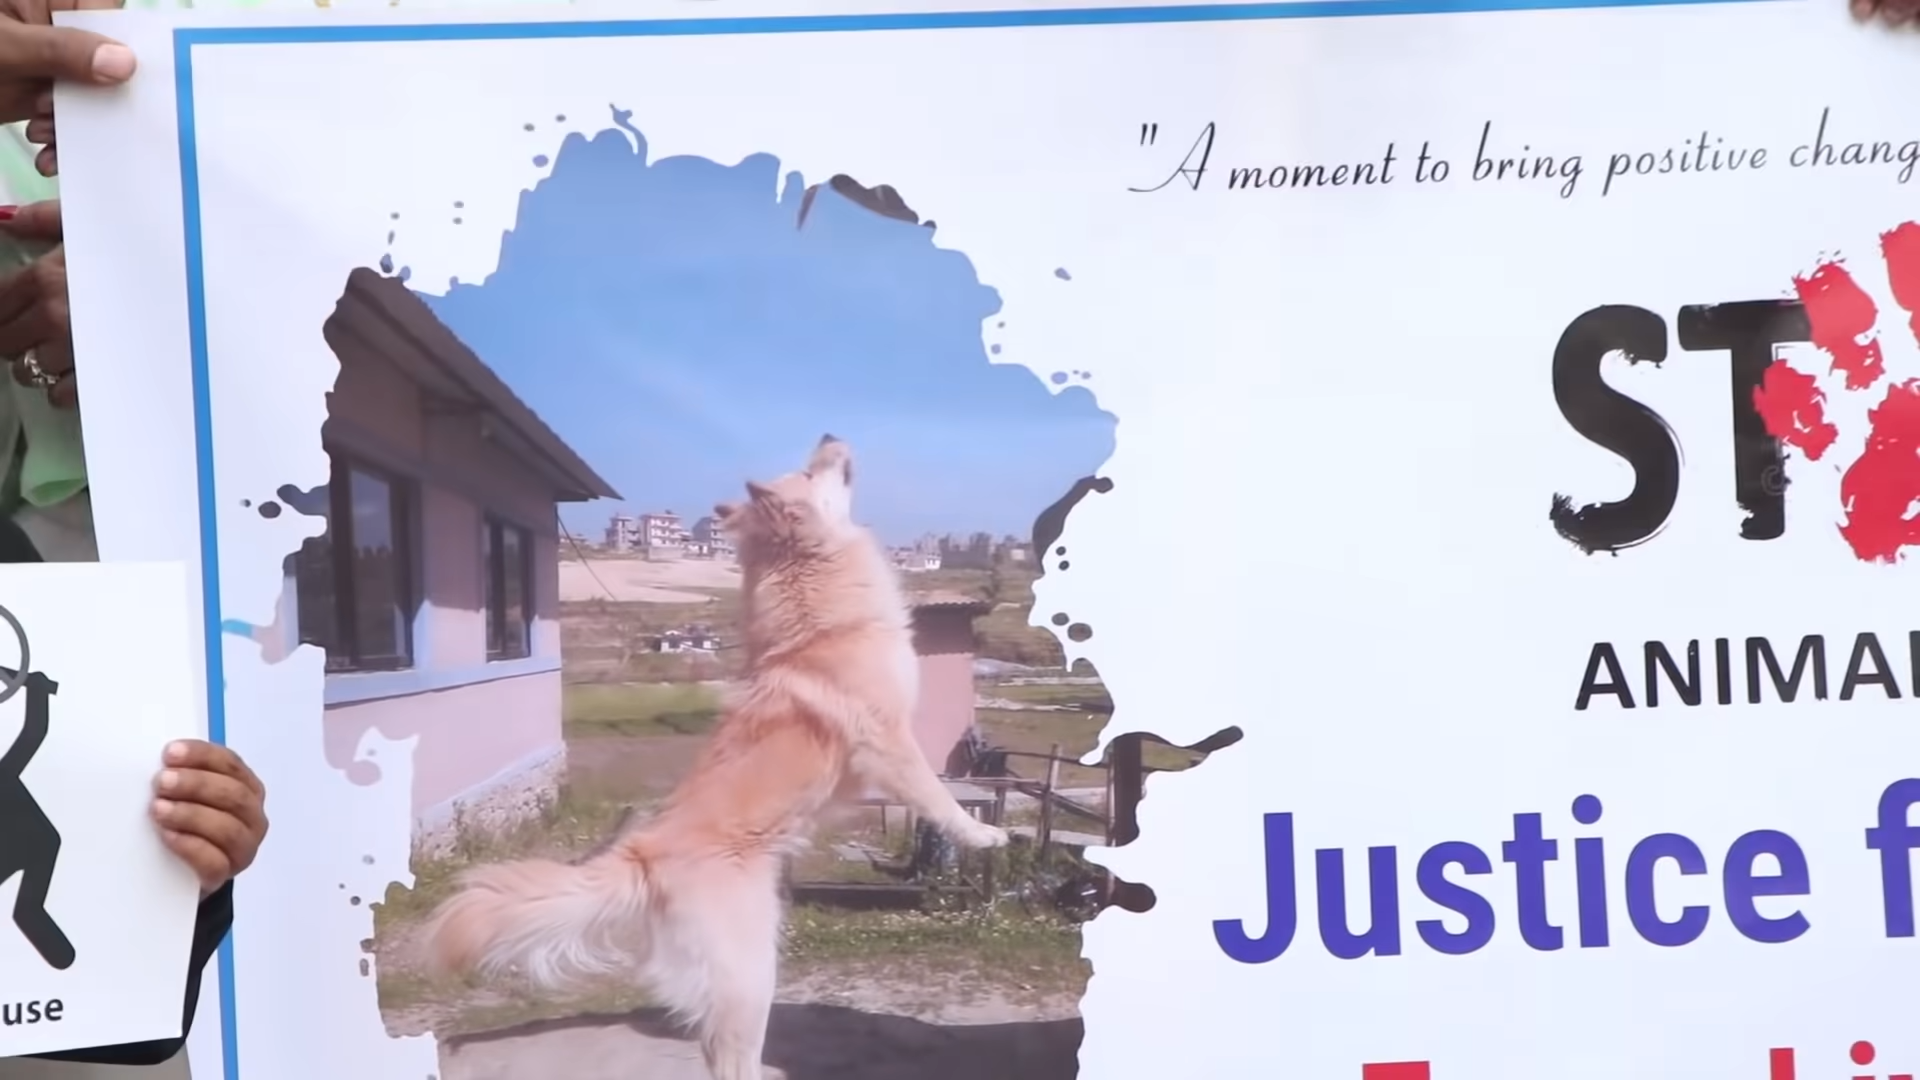 "A moment to bring positive chang
ST
ANIMA
Justice f
use